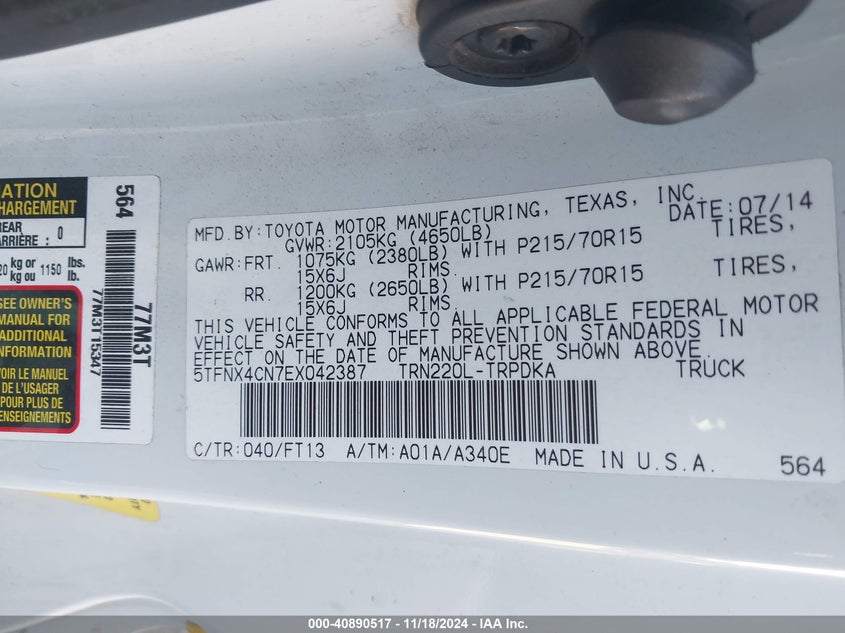 MATION
CHARGEMENT
REAR
ARRIÈRE : 0
20 kg or 1150 lbs.
kg ou lb.
SEE OWNER'S
MANUAL FOR
ADDITIONAL
INFORMATION
VOIR LE MANUEL
DE L'USAGER
POUR PLUS DE
RENSEIGNEMENTS
564
77M3T
77M3T15347
MFD.BY:TOYOTA MOTOR MANUFACTURING, TEXAS, INC. DATE:07/14
GVWR:2105KG (4650LB)
GAWR:FRT. 1075KG (2380LB) WITH P215/70R15 TIRES,
15X6J RIMS.
RR. 1200KG (2650LB) WITH P215/70R15 TIRES,
15X6J RIMS.
THIS VEHICLE CONFORMS TO ALL APPLICABLE FEDERAL MOTOR
VEHICLE SAFETY AND THEFT PREVENTION STANDARDS IN
EFFECT ON THE DATE OF MANUFACTURE SHOWN ABOVE.
5TFNX4CN7EX042387 TRN220L-TRPDKA TRUCK
C/TR:040/FT13 A/TM:A01A/A340E MADE IN U.S.A. 564
000-40890517 - 11/18/2024 - IAA Inc.